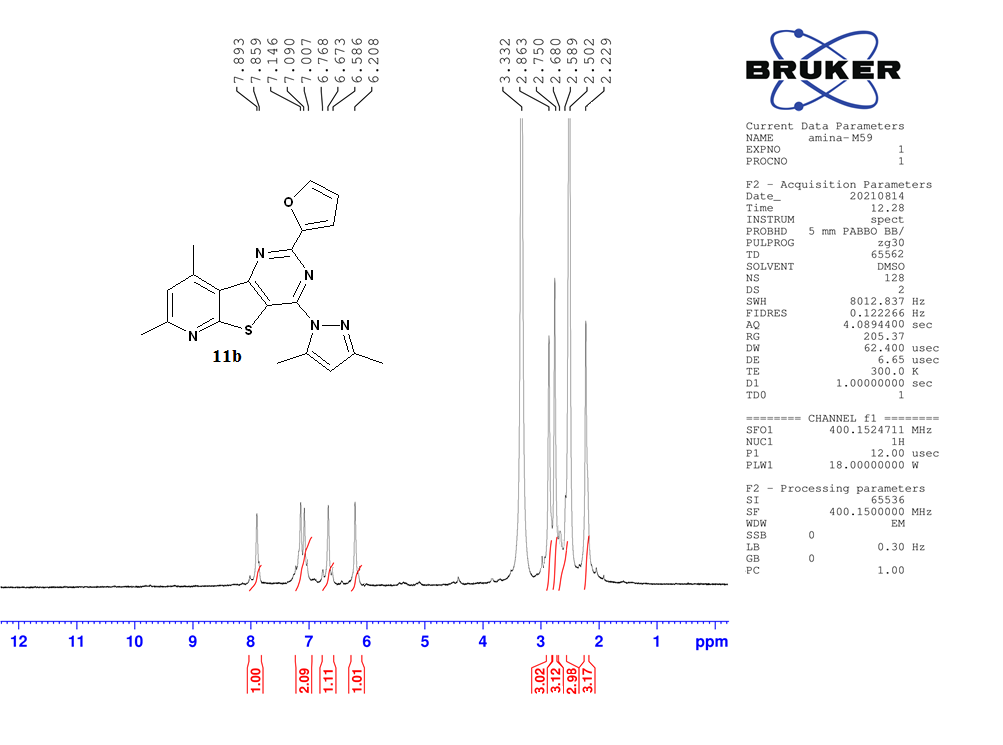 7.893
7.859
7.146
7.090
7.007
6.768
6.673
6.586
6.208
3.332
2.863
2.750
2.680
2.589
2.502
2.229
BRUKER
Current Data Parameters
NAME amina-M59
EXPNO 1
PROCNO 1
F2 - Acquisition Parameters
Date_ 20210814
Time 12.28
INSTRUM spect
PROBHD 5 mm PABBO BB/
PULPROG zg30
TD 65562
SOLVENT DMSO
NS 128
DS 2
SWH 8012.837 Hz
FIDRES 0.122266 Hz
AQ 4.0894400 sec
RG 205.37
DW 62.400 usec
DE 6.65 usec
TE 300.0 K
D1 1.00000000 sec
TD0 1
======== CHANNEL f1 ========
SFO1 400.1524711 MHz
NUC1 1H
P1 12.00 usec
PLW1 18.00000000 W
F2 - Processing parameters
SI 65536
SF 400.1500000 MHz
WDW EM
SSB 0
LB 0.30 Hz
GB 0
PC 1.00
O
N
N
N
S
N
N
11b
12 11 10 9 8 7 6 5 4 3 2 1 ppm
1.00
2.09
1.11
1.01
3.02
3.12
2.98
3.17